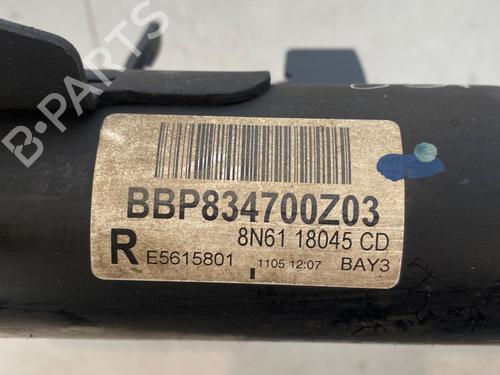 B-PARTS
BBP834700Z03
8N61 18045 CD
R E5615801 1105 12:07 BAY3